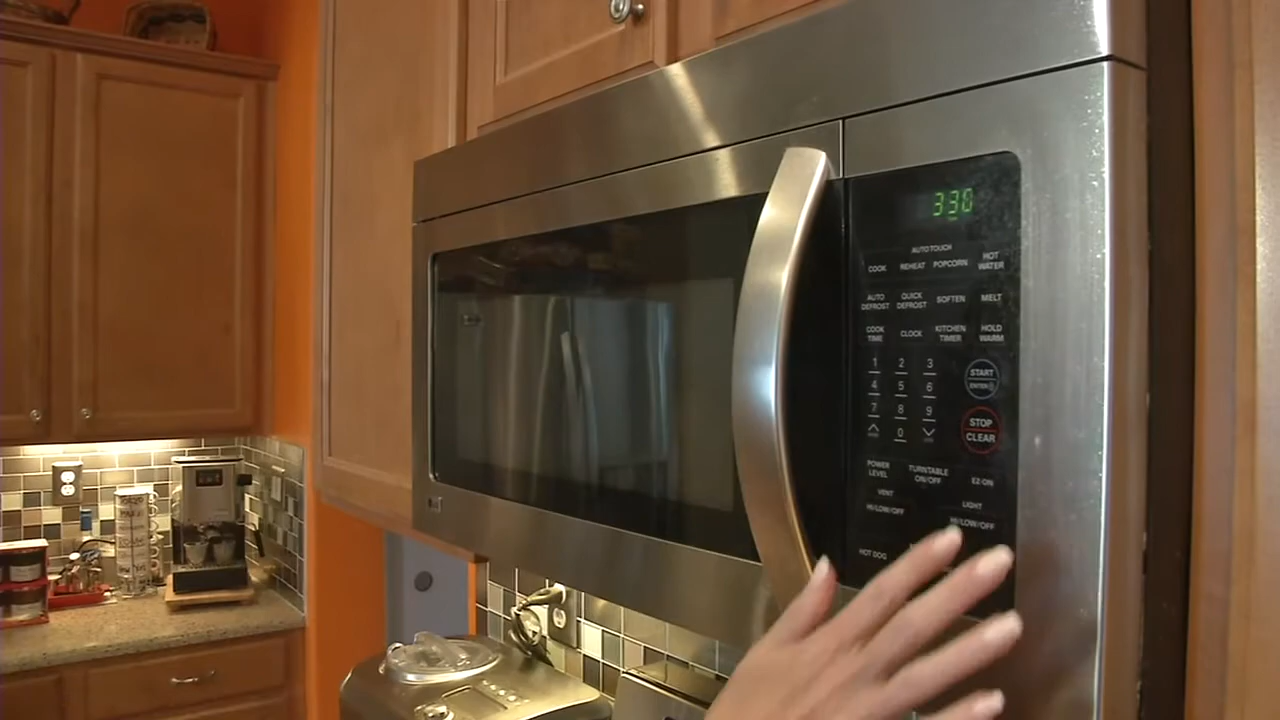 330
AUTO TOUCH
COOK REHEAT POPCORN HOT WATER
AUTO DEFROST QUICK DEFROST SOFTEN MELT
COOK TIME CLOCK KITCHEN TIMER HOLD WARM
1 2 3
4 5 6
7 8 9
0
START
ENTER
STOP
CLEAR
POWER LEVEL TURNTABLE ON/OFF EZ-ON
VENT LIGHT
HI/LOW/OFF HI/LOW/OFF
HOT DOG